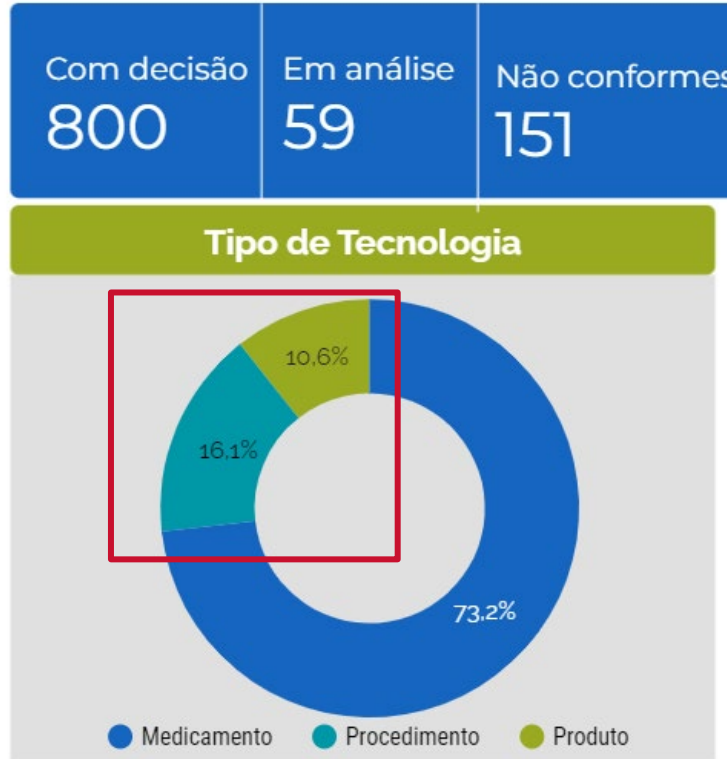 Com decisão
800
Em análise
59
Não conformes
151
Tipo de Tecnologia
10,6%
16,1%
73,2%
Medicamento
Procedimento
Produto